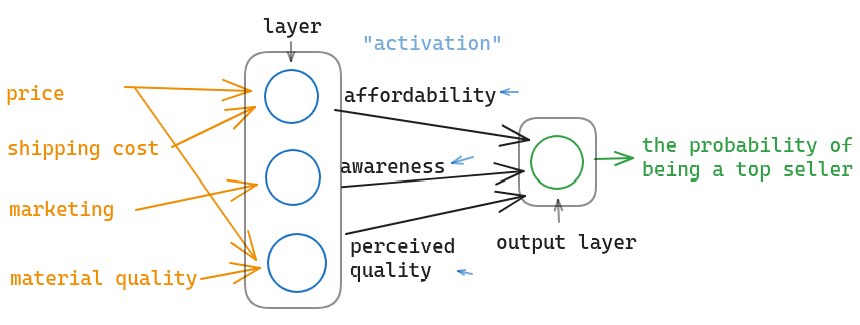 layer
"activation"
price
affordability
shipping cost
the probability of
being a top seller
awareness
marketing
perceived
quality
output layer
material quality